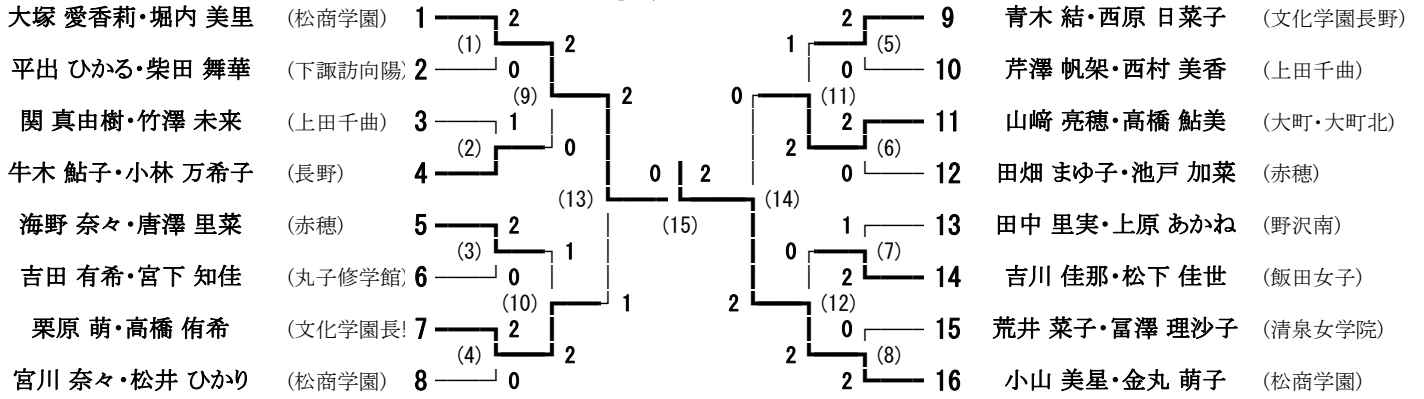 大塚 愛香莉・堀内 美里 (松商学園) 1 2 2 9 青木 結・西原 日菜子 (文化学園長野)
(1) 2 1 (5)
平出 ひかる・柴田 舞華 (下諏訪向陽) 2 0 0 10 芹澤 帆架・西村 美香 (上田千曲)
(9) 2 0 (11)
関 真由樹・竹澤 未来 (上田千曲) 3 1 2 11 山﨑 亮穂・高橋 鮎美 (大町・大町北)
(2) 0 2 (6)
牛木 鮎子・小林 万希子 (長野) 4 0 2 0 12 田畑 まゆ子・池戸 加菜 (赤穂)
(13) (14)
海野 奈々・唐澤 里菜 (赤穂) 5 2 (15) 1 13 田中 里実・上原 あかね (野沢南)
(3) 1 0 (7)
吉田 有希・宮下 知佳 (丸子修学館) 6 0 2 14 吉川 佳那・松下 佳世 (飯田女子)
(10) 1 2 (12)
栗原 萌・高橋 侑希 (文化学園長 7 2 0 15 荒井 菜子・冨澤 理沙子 (清泉女学院)
(4) 2 2 (8)
宮川 奈々・松井 ひかり (松商学園) 8 0 2 16 小山 美星・金丸 萌子 (松商学園)